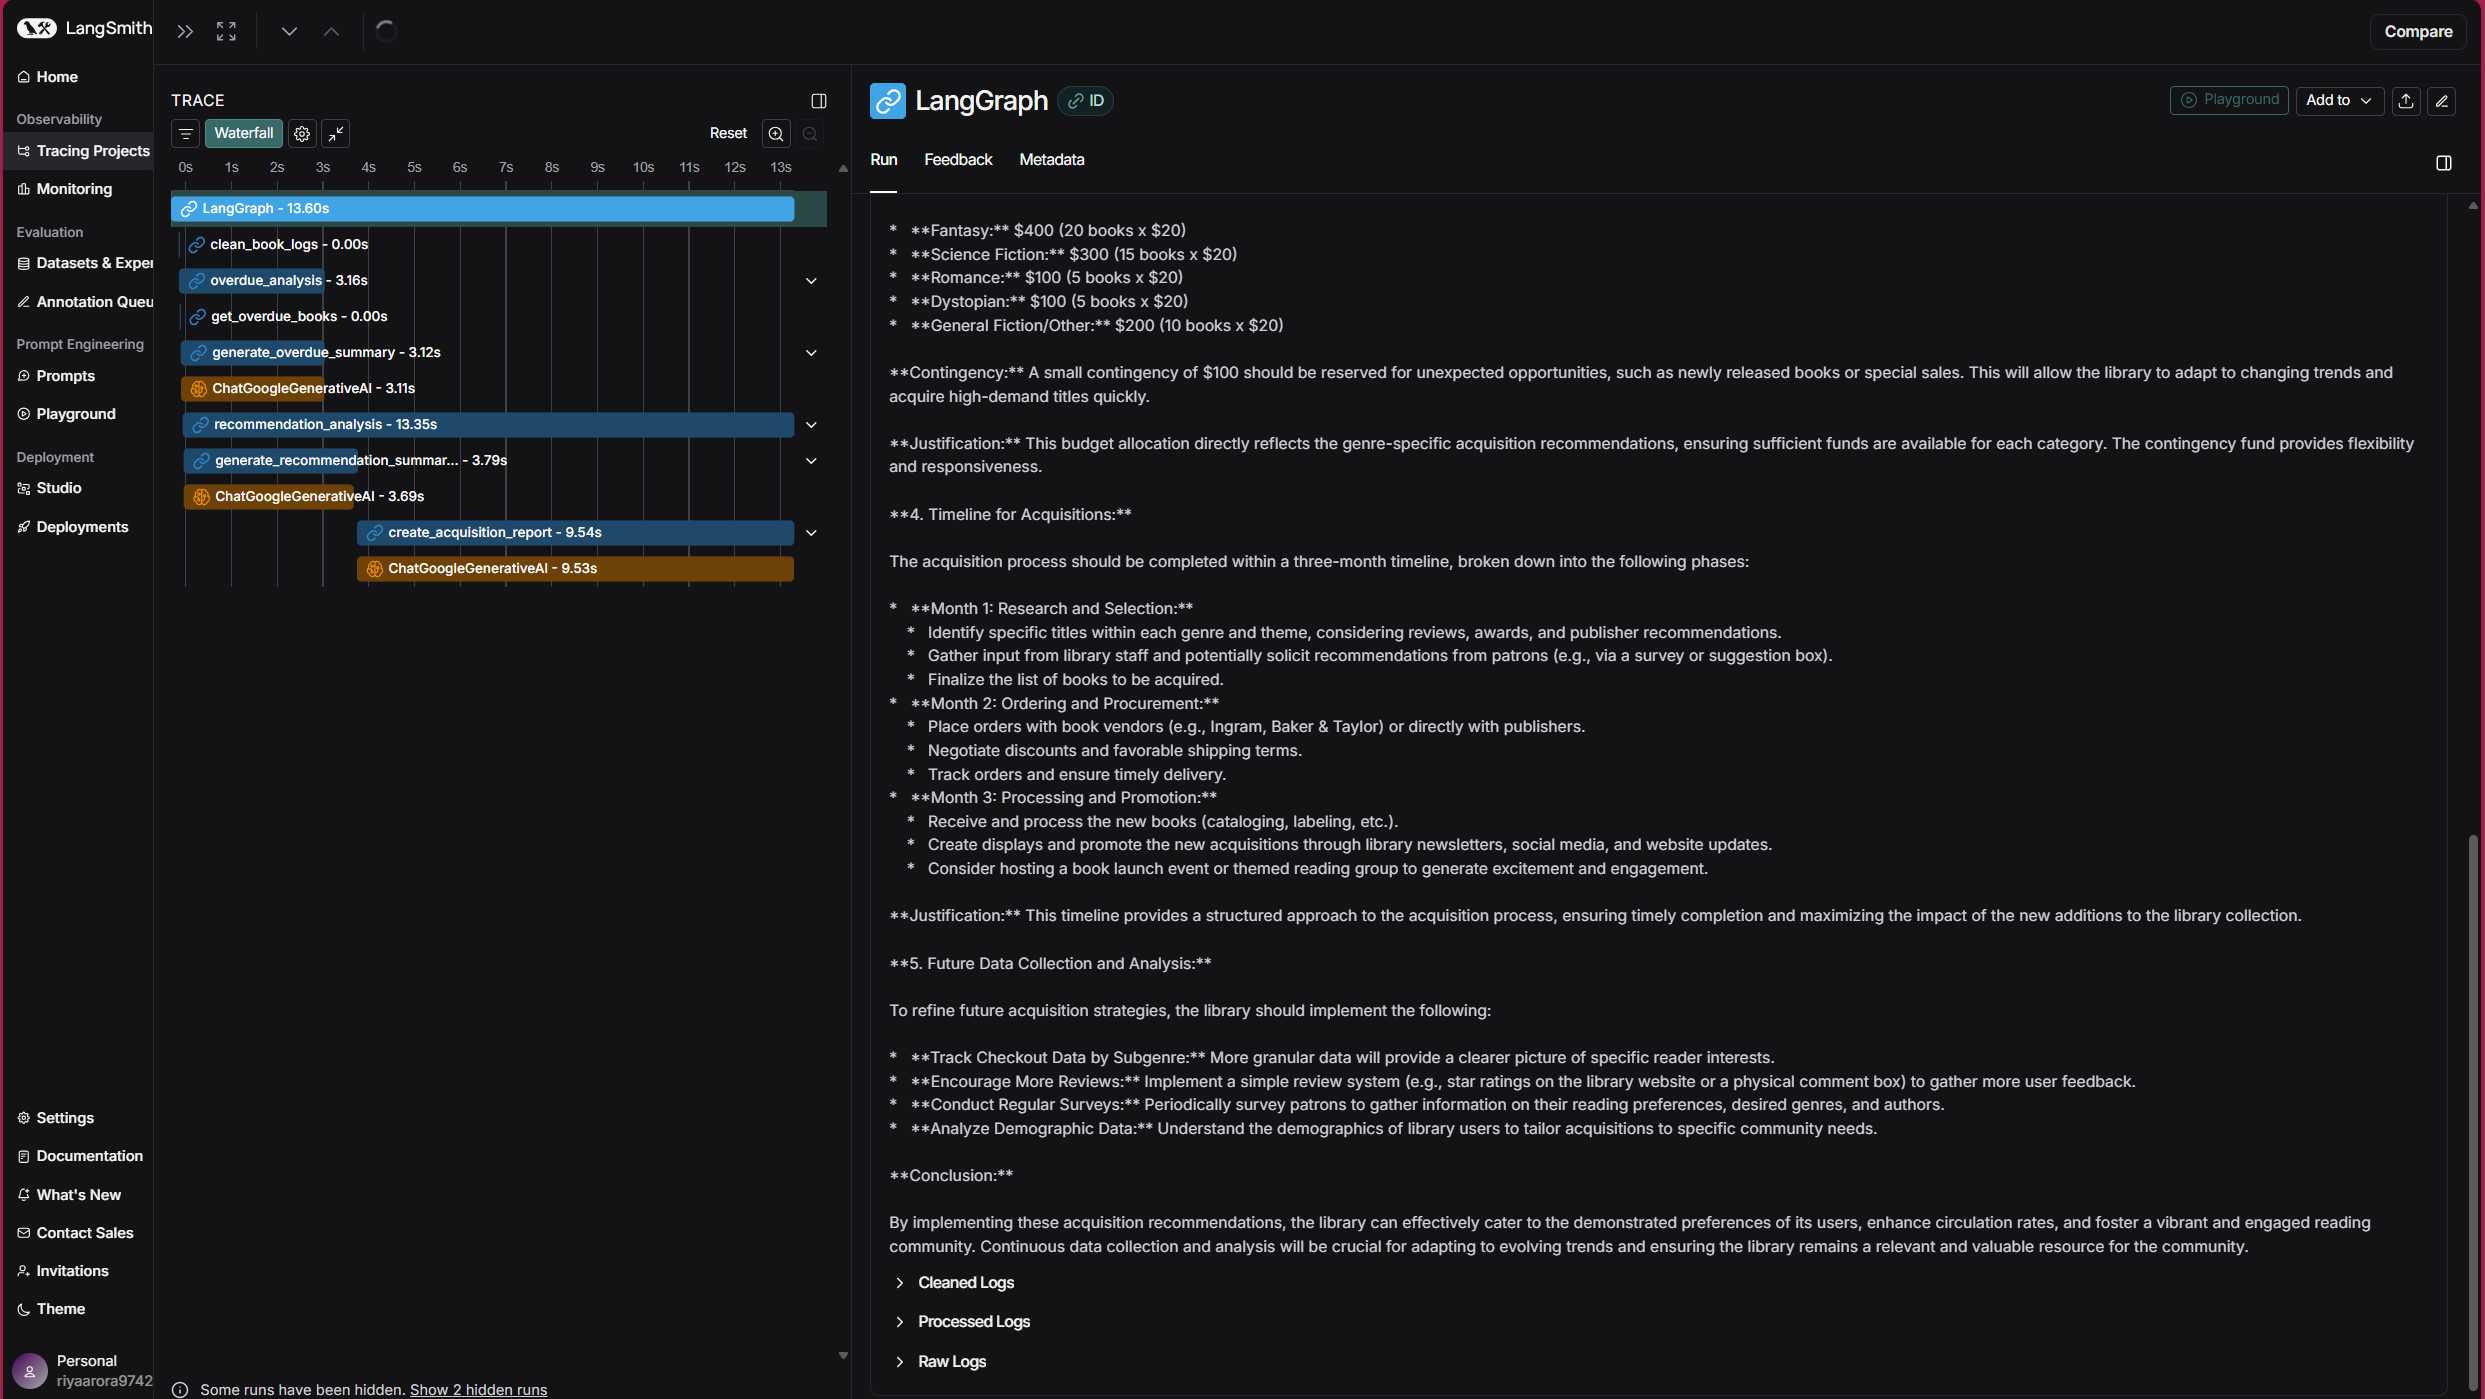 LangSmith
Home
Observability
Tracing Projects
Monitoring
Evaluation
Datasets & Exper
Annotation Queu
Prompt Engineering
Prompts
Playground
Deployment
Studio
Deployments
Settings
Documentation
What's New
Contact Sales
Invitations
Theme
Personal
riyaarora9742
TRACE
Waterfall
Reset
0s 1s 2s 3s 4s 5s 6s 7s 8s 9s 10s 11s 12s 13s
LangGraph - 13.60s
clean_book_logs - 0.00s
overdue_analysis - 3.16s
get_overdue_books - 0.00s
generate_overdue_summary - 3.12s
ChatGoogleGenerativeAI - 3.11s
recommendation_analysis - 13.35s
generate_recommendation_summar... - 3.79s
ChatGoogleGenerativeAI - 3.69s
create_acquisition_report - 9.54s
ChatGoogleGenerativeAI - 9.53s
Some runs have been hidden. Show 2 hidden runs
Compare
LangGraph ID
Playground
Add to
Run Feedback Metadata
* **Fantasy:** $400 (20 books x $20)
* **Science Fiction:** $300 (15 books x $20)
* **Romance:** $100 (5 books x $20)
* **Dystopian:** $100 (5 books x $20)
* **General Fiction/Other:** $200 (10 books x $20)
**Contingency:** A small contingency of $100 should be reserved for unexpected opportunities, such as newly released books or special sales. This will allow the library to adapt to changing trends and
acquire high-demand titles quickly.
**Justification:** This budget allocation directly reflects the genre-specific acquisition recommendations, ensuring sufficient funds are available for each category. The contingency fund provides flexibility
and responsiveness.
**4. Timeline for Acquisitions:**
The acquisition process should be completed within a three-month timeline, broken down into the following phases:
* **Month 1: Research and Selection:**
* Identify specific titles within each genre and theme, considering reviews, awards, and publisher recommendations.
* Gather input from library staff and potentially solicit recommendations from patrons (e.g., via a survey or suggestion box).
* Finalize the list of books to be acquired.
* **Month 2: Ordering and Procurement:**
* Place orders with book vendors (e.g., Ingram, Baker & Taylor) or directly with publishers.
* Negotiate discounts and favorable shipping terms.
* Track orders and ensure timely delivery.
* **Month 3: Processing and Promotion:**
* Receive and process the new books (cataloging, labeling, etc.).
* Create displays and promote the new acquisitions through library newsletters, social media, and website updates.
* Consider hosting a book launch event or themed reading group to generate excitement and engagement.
**Justification:** This timeline provides a structured approach to the acquisition process, ensuring timely completion and maximizing the impact of the new additions to the library collection.
**5. Future Data Collection and Analysis:**
To refine future acquisition strategies, the library should implement the following:
* **Track Checkout Data by Subgenre:** More granular data will provide a clearer picture of specific reader interests.
* **Encourage More Reviews:** Implement a simple review system (e.g., star ratings on the library website or a physical comment box) to gather more user feedback.
* **Conduct Regular Surveys:** Periodically survey patrons to gather information on their reading preferences, desired genres, and authors.
* **Analyze Demographic Data:** Understand the demographics of library users to tailor acquisitions to specific community needs.
**Conclusion:**
By implementing these acquisition recommendations, the library can effectively cater to the demonstrated preferences of its users, enhance circulation rates, and foster a vibrant and engaged reading
community. Continuous data collection and analysis will be crucial for adapting to evolving trends and ensuring the library remains a relevant and valuable resource for the community.
Cleaned Logs
Processed Logs
Raw Logs